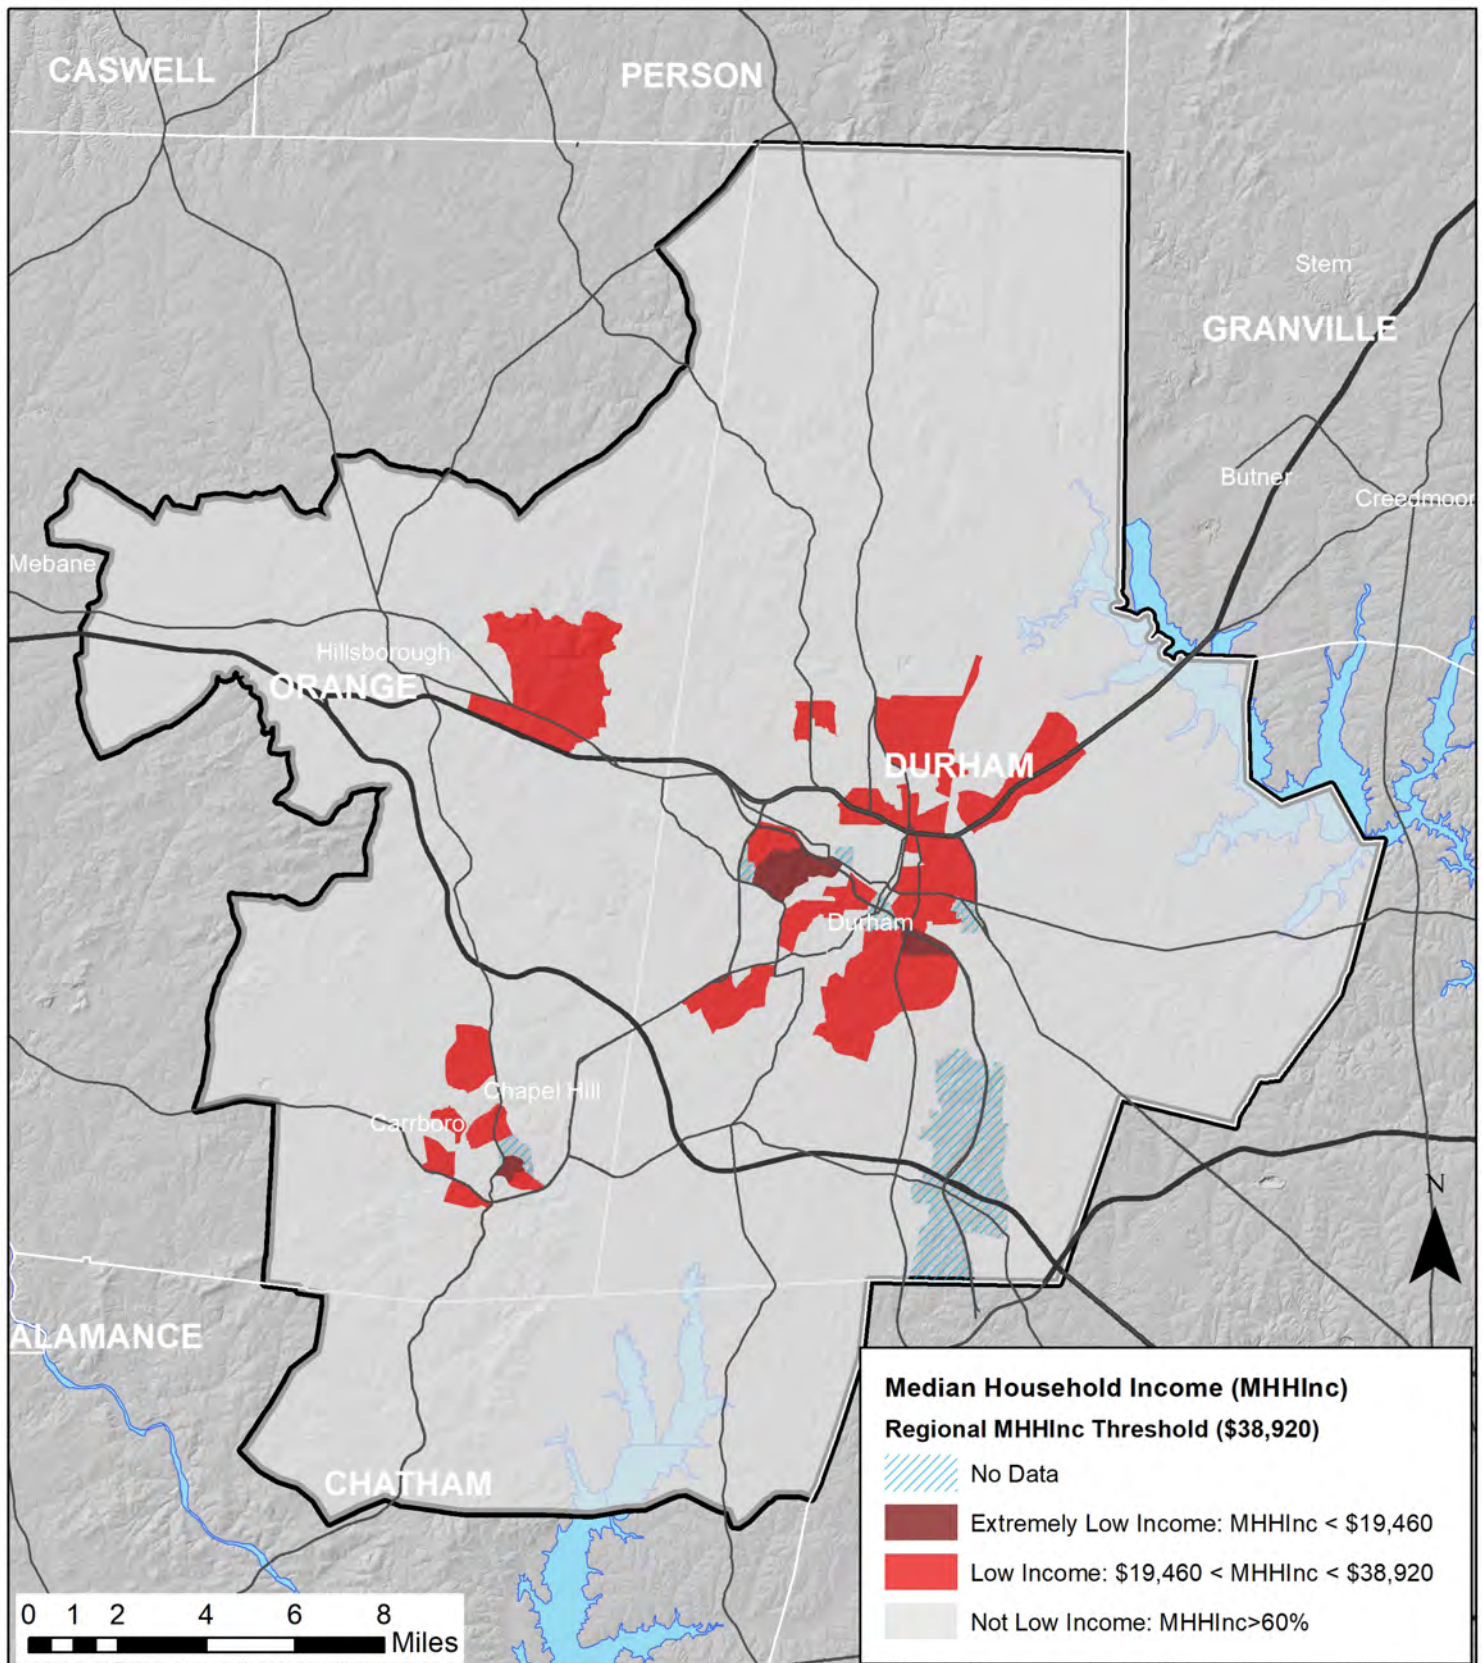 CASWELL
PERSON
Stem
GRANVILLE
Butner
Creedmoor
Mebane
Hillsborough
ORANGE
DURHAM
Durham
Chapel Hill
Carrboro
N
ALAMANCE
CHATHAM
Median Household Income (MHHInc)
Regional MHHInc Threshold ($38,920)
No Data
Extremely Low Income: MHHInc < $19,460
Low Income: $19,460 < MHHInc < $38,920
Not Low Income: MHHInc>60%
0 1 2 4 6 8
Miles